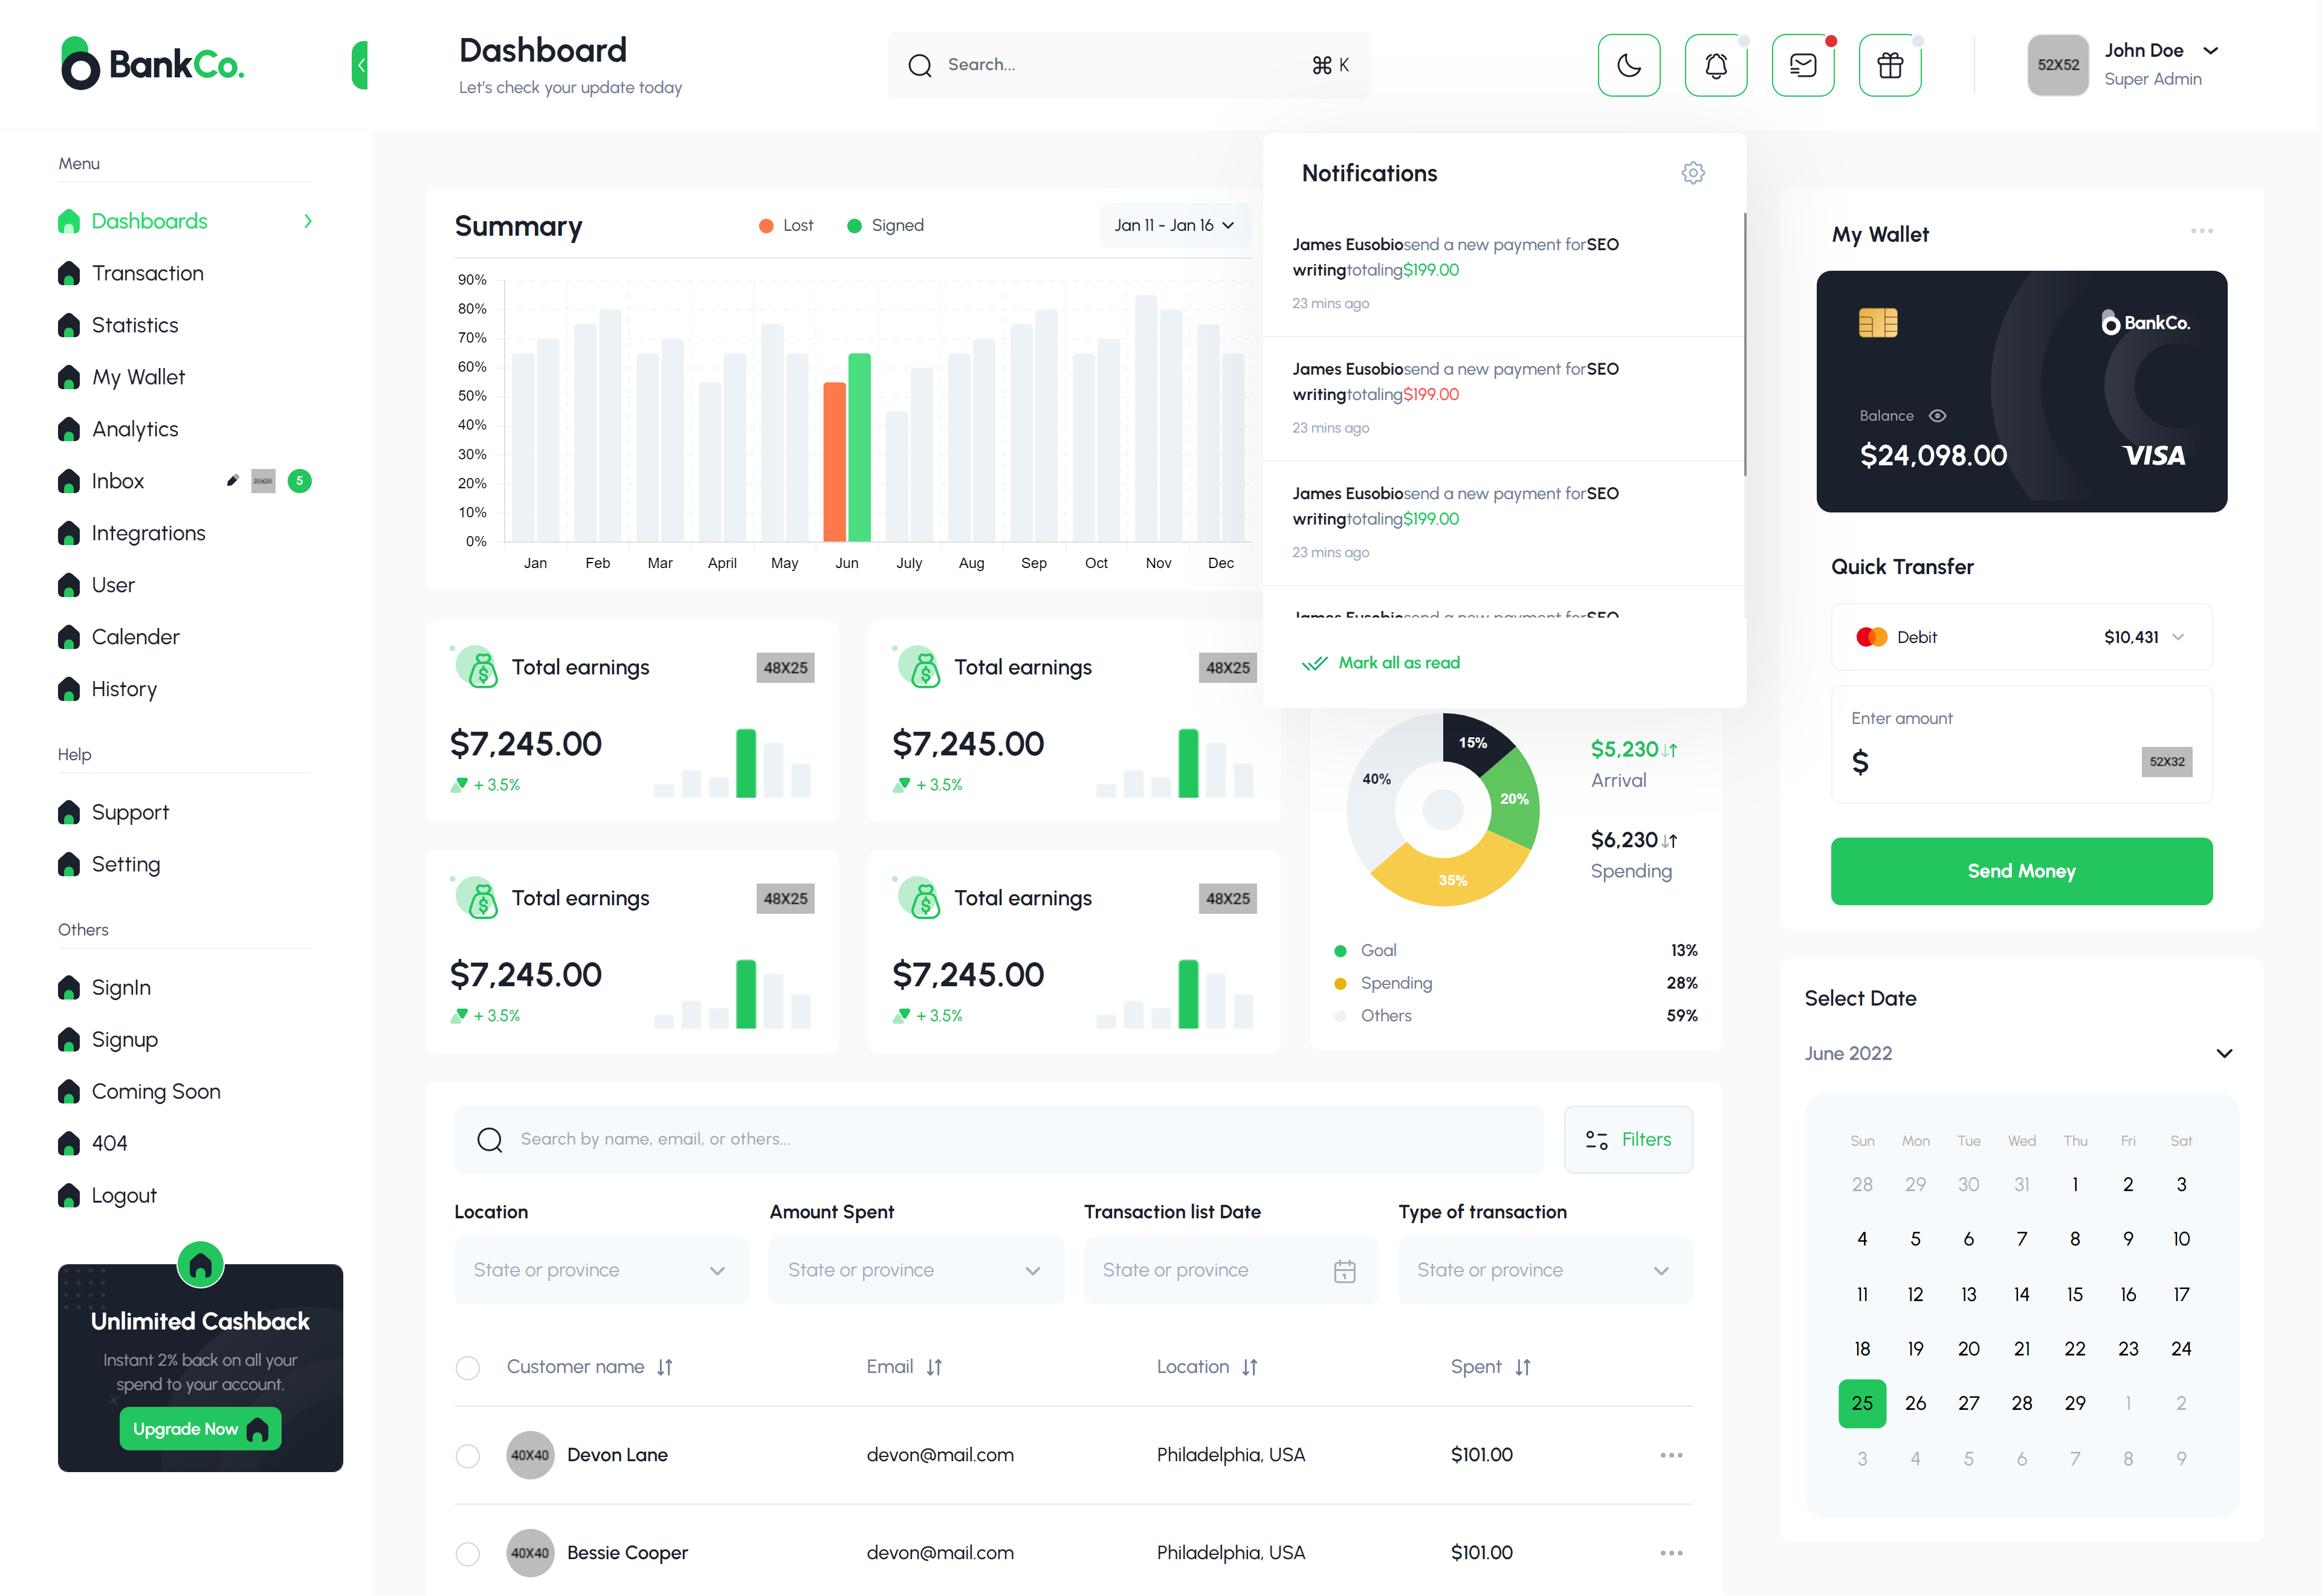 BankCo.
Dashboard
Let's check your update today
Search...
⌘ K
52X52
John Doe
Super Admin
Menu
Dashboards
Transaction
Statistics
My Wallet
Analytics
Inbox
20X20
5
Integrations
User
Calender
History
Help
Support
Setting
Others
SignIn
Signup
Coming Soon
404
Logout
Unlimited Cashback
Instant 2% back on all your
spend to your account.
Upgrade Now
Summary
Lost
Signed
Jan 11 - Jan 16
90%
80%
70%
60%
50%
40%
30%
20%
10%
0%
Jan Feb Mar April May Jun July Aug Sep Oct Nov Dec
Notifications
James Eusobiosend a new payment forSEO
writingtotaling$199.00
23 mins ago
James Eusobiosend a new payment forSEO
writingtotaling$199.00
23 mins ago
James Eusobiosend a new payment forSEO
writingtotaling$199.00
23 mins ago
James Eusobiosend a new payment forSEO
Mark all as read
Total earnings
48X25
$7,245.00
+ 3.5%
Total earnings
48X25
$7,245.00
+ 3.5%
Total earnings
48X25
$7,245.00
+ 3.5%
Total earnings
48X25
$7,245.00
+ 3.5%
15%
20%
35%
40%
$5,230
Arrival
$6,230
Spending
Goal 13%
Spending 28%
Others 59%
Search by name, email, or others...
Filters
Location
State or province
Amount Spent
State or province
Transaction list Date
State or province
Type of transaction
State or province
Customer name Email Location Spent
40X40 Devon Lane devon@mail.com Philadelphia, USA $101.00
40X40 Bessie Cooper devon@mail.com Philadelphia, USA $101.00
My Wallet
BankCo.
Balance
$24,098.00
VISA
Quick Transfer
Debit
$10,431
Enter amount
$
52X32
Send Money
Select Date
June 2022
Sun Mon Tue Wed Thu Fri Sat
28 29 30 31 1 2 3
4 5 6 7 8 9 10
11 12 13 14 15 16 17
18 19 20 21 22 23 24
25 26 27 28 29 1 2
3 4 5 6 7 8 9